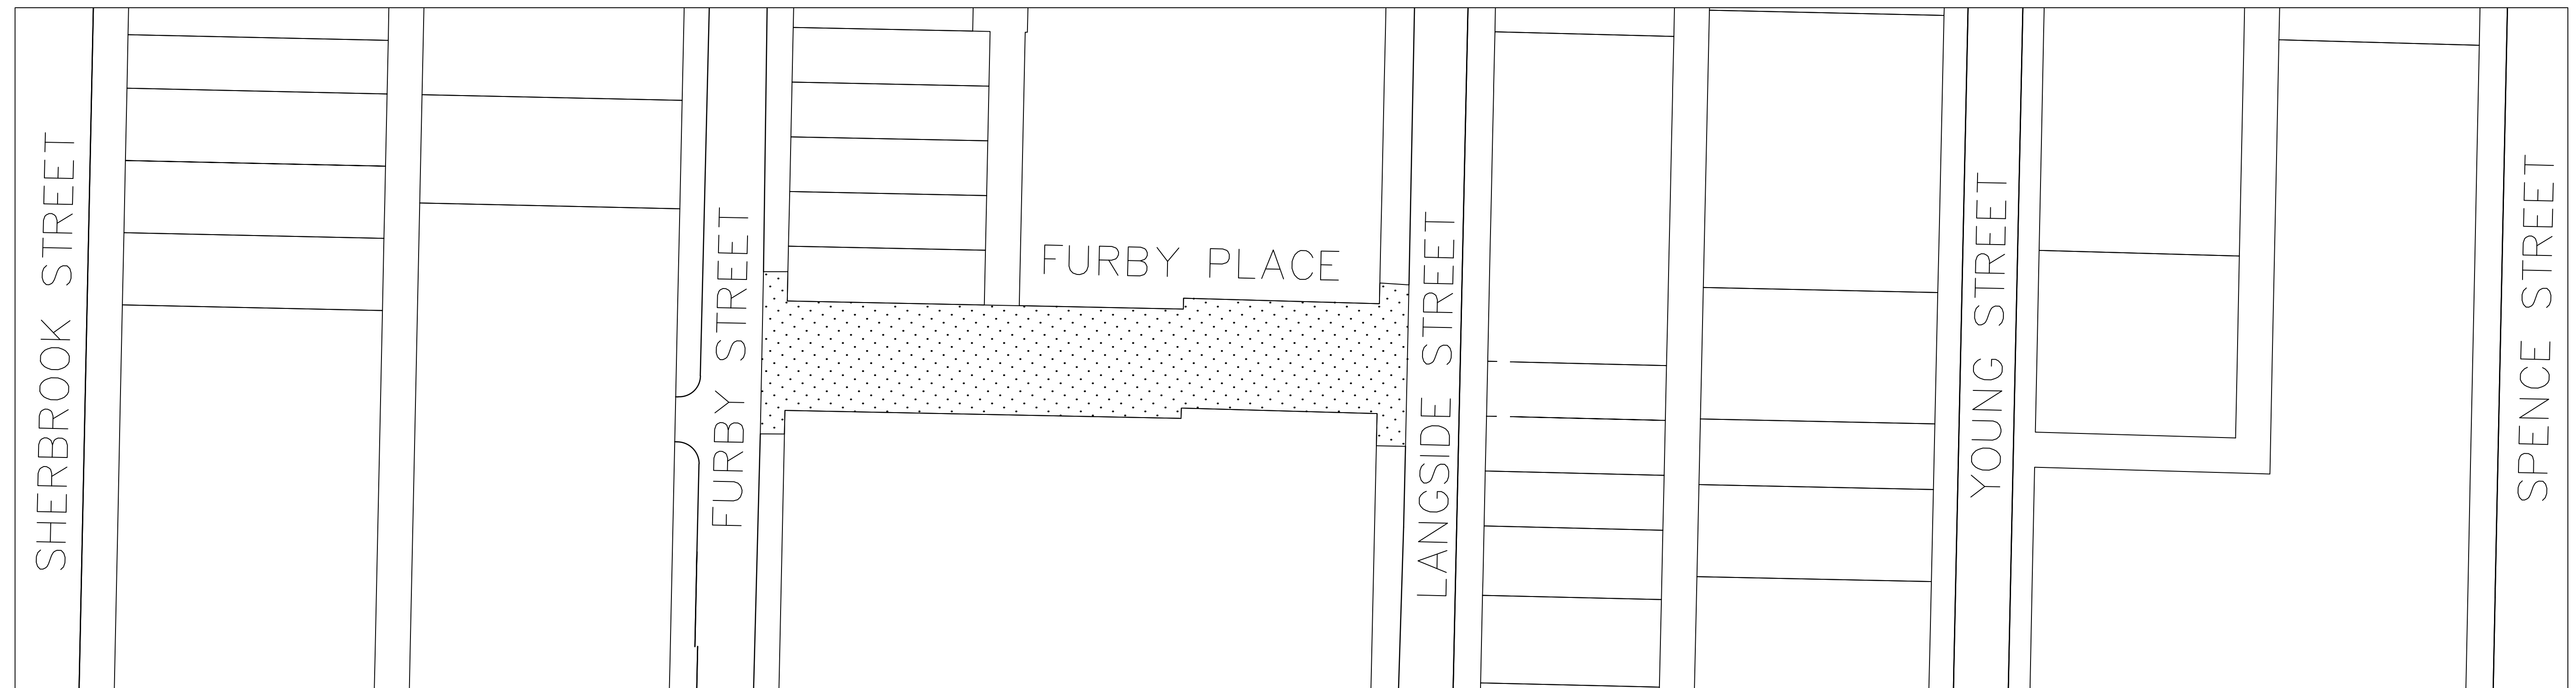 SHERBROOK STREET
FURBY STREET
FURBY PLACE
LANGSIDE STREET
YOUNG STREET
SPENCE STREET